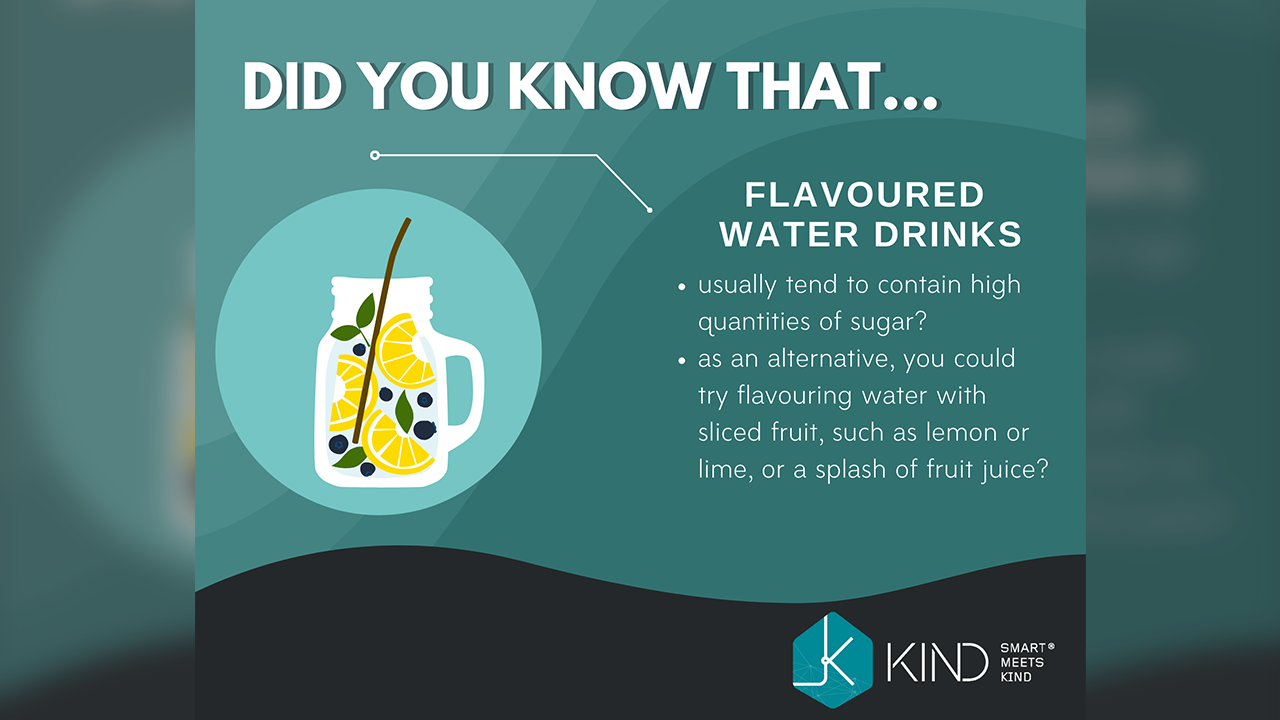 DID YOU KNOW THAT...
FLAVOURED
WATER DRINKS
• usually tend to contain high
quantities of sugar?
• as an alternative, you could
try flavouring water with
sliced fruit, such as lemon or
lime, or a splash of fruit juice?
KIND
SMART®
MEETS
KIND